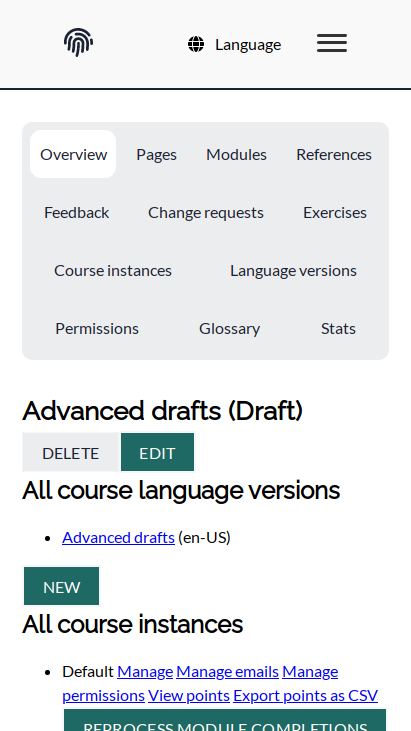 Language
Overview Pages Modules References
Feedback Change requests Exercises
Course instances Language versions
Permissions Glossary Stats
Advanced drafts (Draft)
DELETE EDIT
All course language versions
Advanced drafts (en-US)
NEW
All course instances
Default Manage Manage emails Manage
permissions View points Export points as CSV
REPROCESS MODULE COMPLETIONS